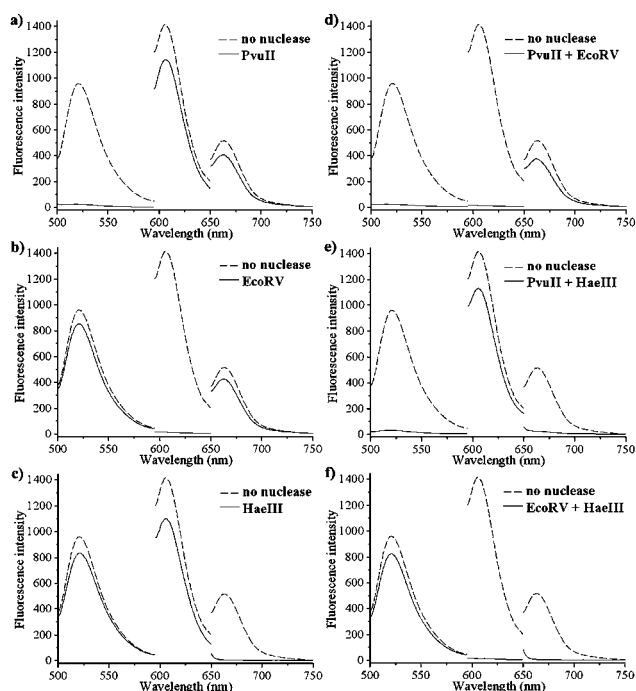 a)
no nuclease
PvuII
Fluorescence intensity
1400
1200
1000
800
600
400
200
0
500 550 600 650 700 750
Wavelength (nm)
d)
no nuclease
PvuII + EcoRV
Fluorescence intensity
1400
1200
1000
800
600
400
200
0
500 550 600 650 700 750
Wavelength (nm)
b)
no nuclease
EcoRV
Fluorescence intensity
1400
1200
1000
800
600
400
200
0
500 550 600 650 700 750
Wavelength (nm)
e)
no nuclease
PvuII + HaeIII
Fluorescence intensity
1400
1200
1000
800
600
400
200
0
500 550 600 650 700 750
Wavelength (nm)
c)
no nuclease
HaeIII
Fluorescence intensity
1400
1200
1000
800
600
400
200
0
500 550 600 650 700 750
Wavelength (nm)
f)
no nuclease
EcoRV + HaeIII
Fluorescence intensity
1400
1200
1000
800
600
400
200
0
500 550 600 650 700 750
Wavelength (nm)